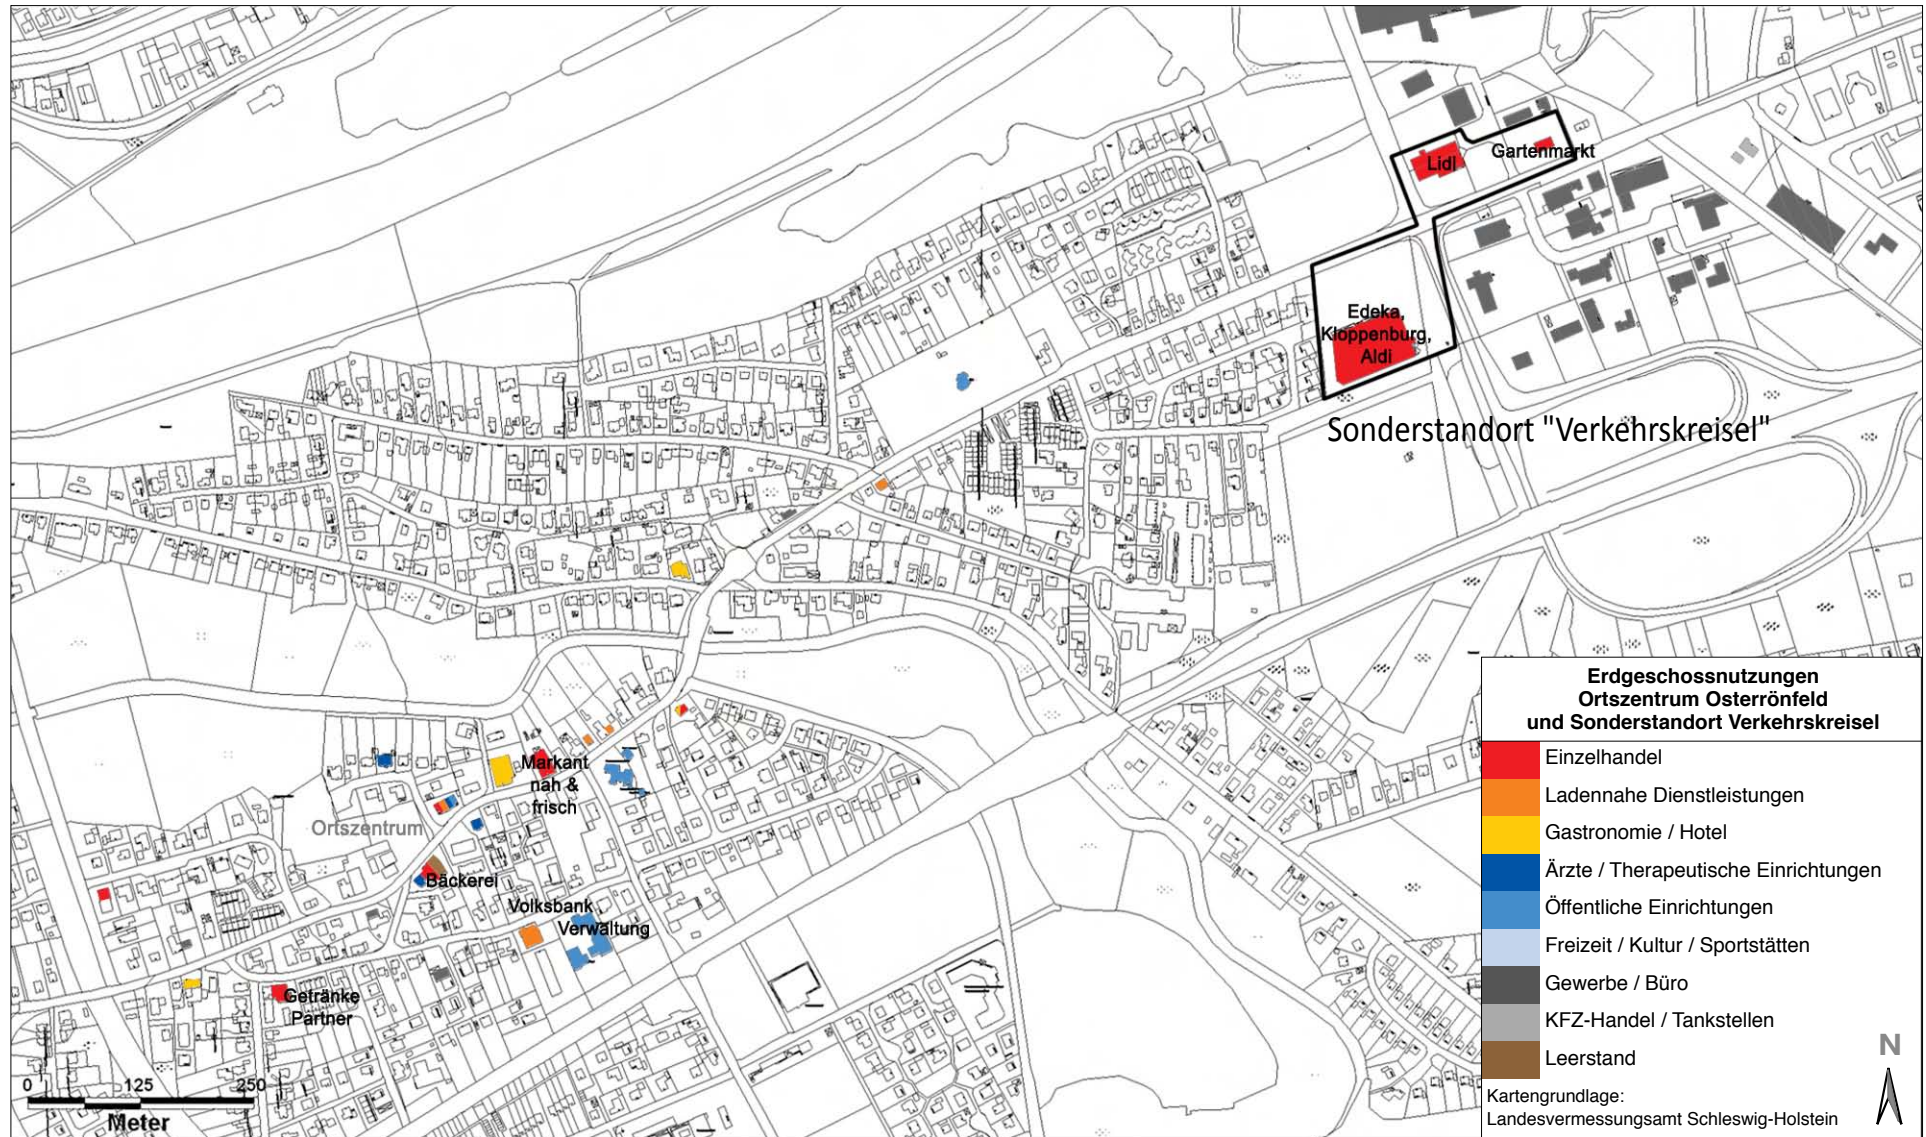 Lidl
Gartenmarkt
Edeka,
Kloppenburg,
Aldi
Sonderstandort "Verkehrskreisel"
Markant
nah &
frisch
Ortszentrum
Bäckerei
Volksbank
Verwaltung
Getränke
Partner
0 125 250
Meter
Erdgeschossnutzungen
Ortszentrum Osterrönfeld
und Sonderstandort Verkehrskreisel
Einzelhandel
Ladennahe Dienstleistungen
Gastronomie / Hotel
Ärzte / Therapeutische Einrichtungen
Öffentliche Einrichtungen
Freizeit / Kultur / Sportstätten
Gewerbe / Büro
KFZ-Handel / Tankstellen
Leerstand
N
Kartengrundlage:
Landesvermessungsamt Schleswig-Holstein